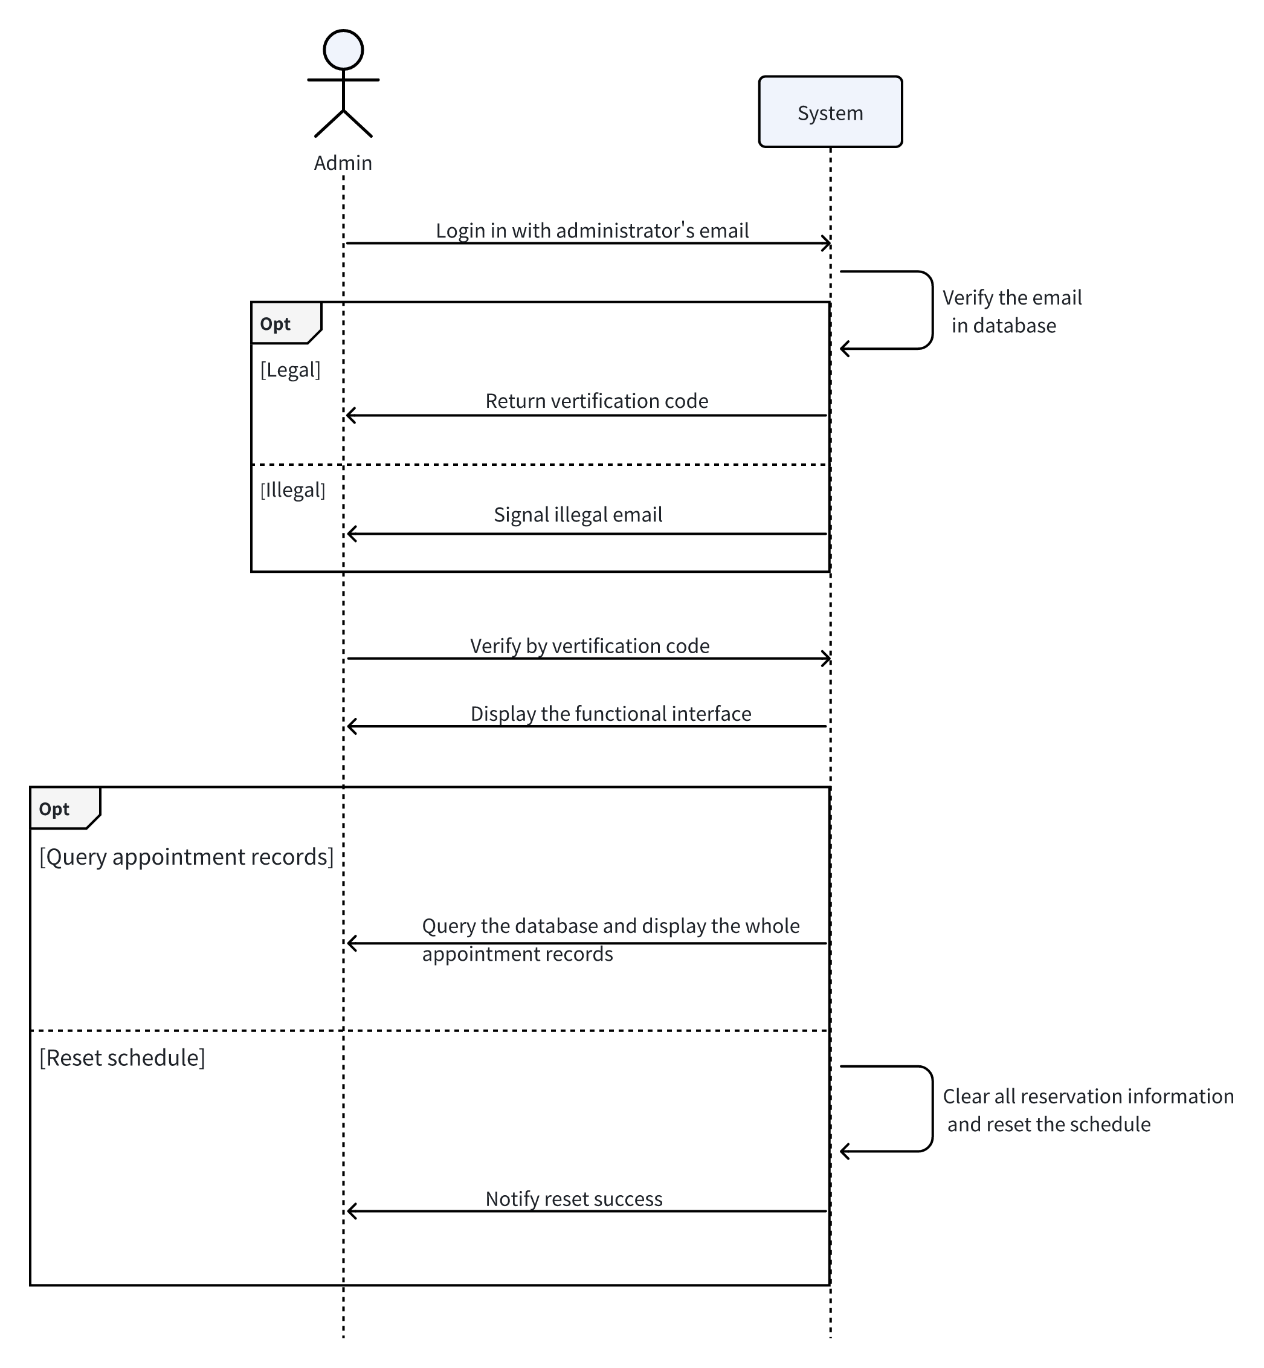 System
Admin
Login in with administrator's email
Verify the email
in database
Opt
[Legal]
Return vertification code
[Illegal]
Signal illegal email
Verify by vertification code
Display the functional interface
Opt
[Query appointment records]
Query the database and display the whole
appointment records
[Reset schedule]
Clear all reservation information
and reset the schedule
Notify reset success